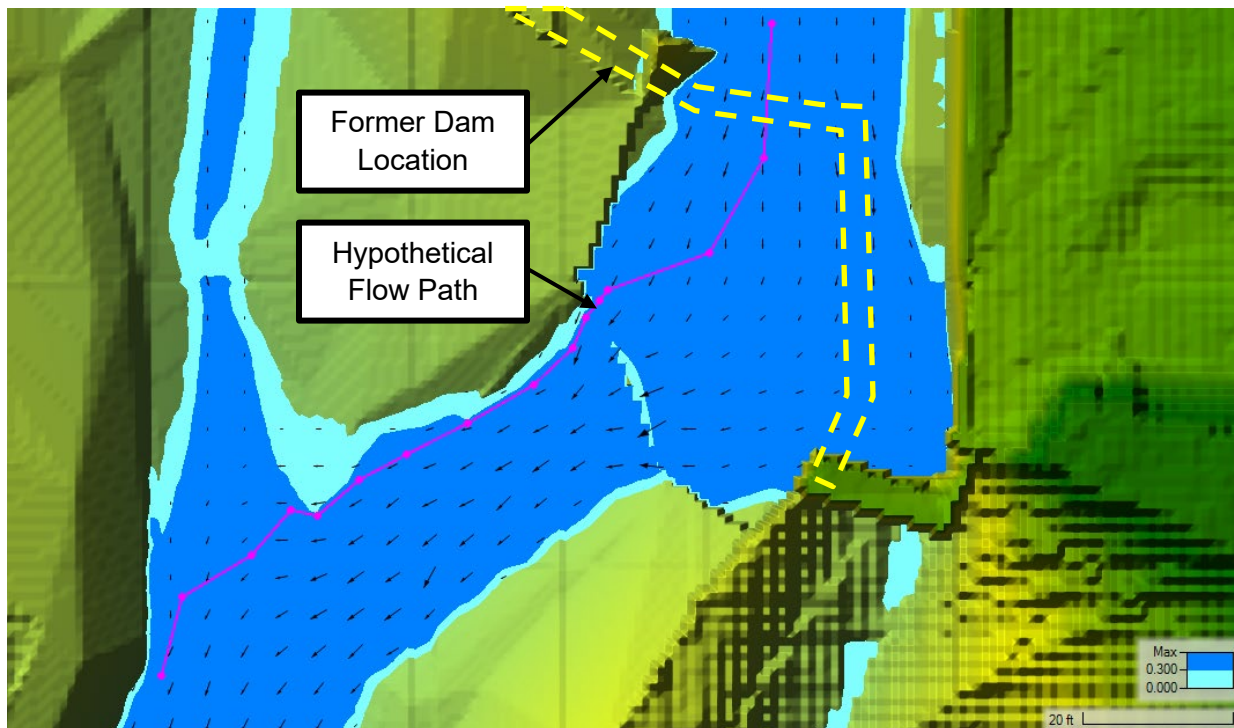 Former Dam
Location
Hypothetical
Flow Path
Max
0.300
0.000
20 ft